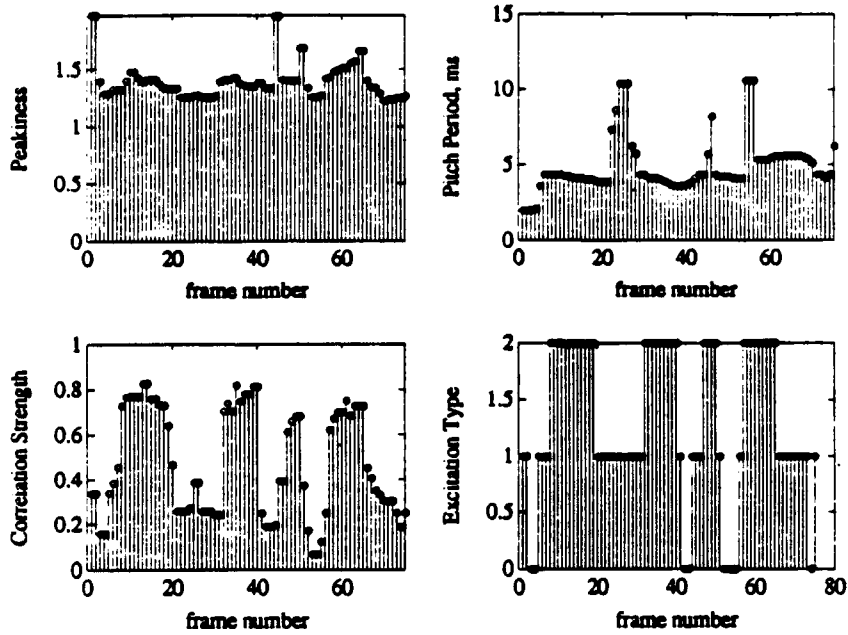 Peakiness
1.5
1
0.5
0
0 20 40 60
frame number
Pitch Period, ms
15
10
5
0
0 20 40 60
frame number
Correlation Strength
1
0.8
0.6
0.4
0.2
0
0 20 40 60
frame number
Excitation Type
2
1.5
1
0.5
0
0 20 40 60 80
frame number